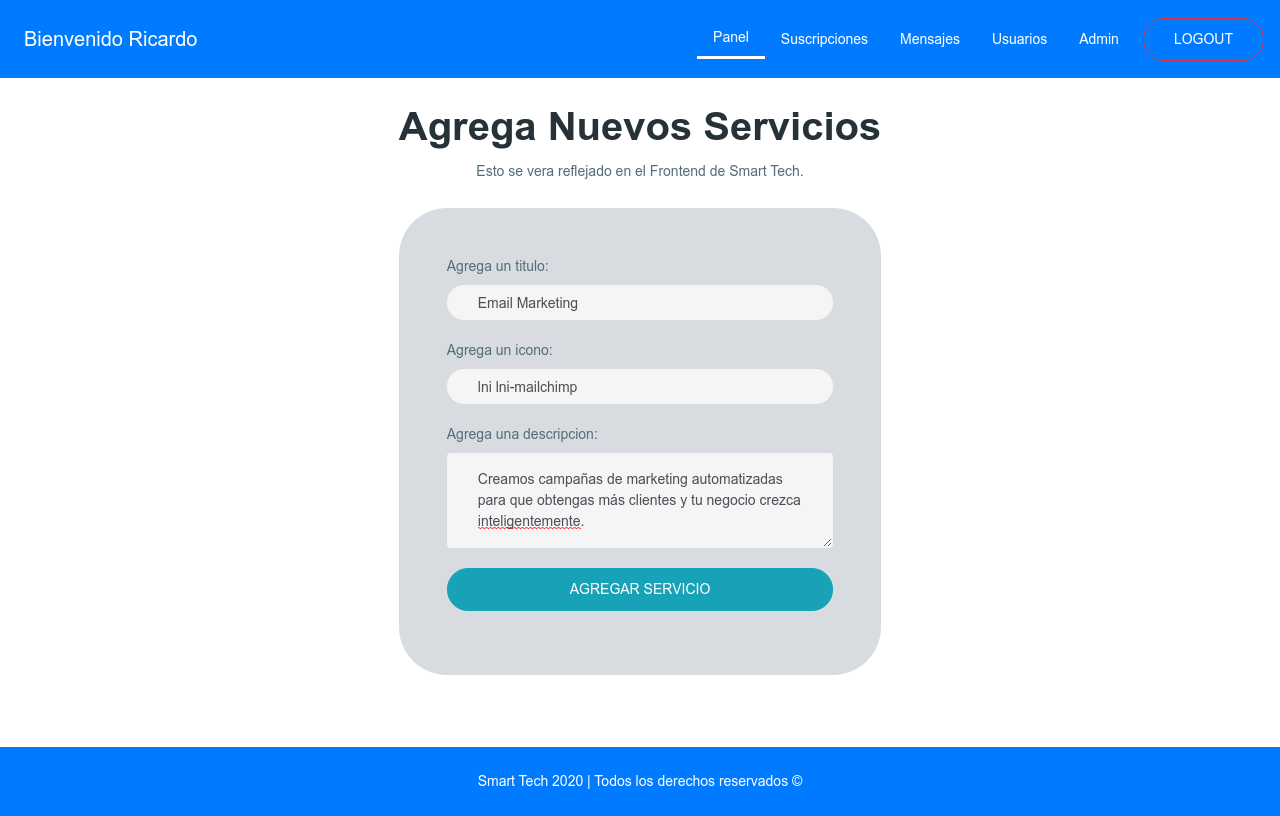 Bienvenido Ricardo
Panel
Suscripciones
Mensajes
Usuarios
Admin
LOGOUT
Agrega Nuevos Servicios
Esto se vera reflejado en el Frontend de Smart Tech.
Agrega un titulo:
Email Marketing
Agrega un icono:
lni lni-mailchimp
Agrega una descripcion:
Creamos campañas de marketing automatizadas
para que obtengas más clientes y tu negocio crezca
inteligentemente.
AGREGAR SERVICIO
Smart Tech 2020 | Todos los derechos reservados ©